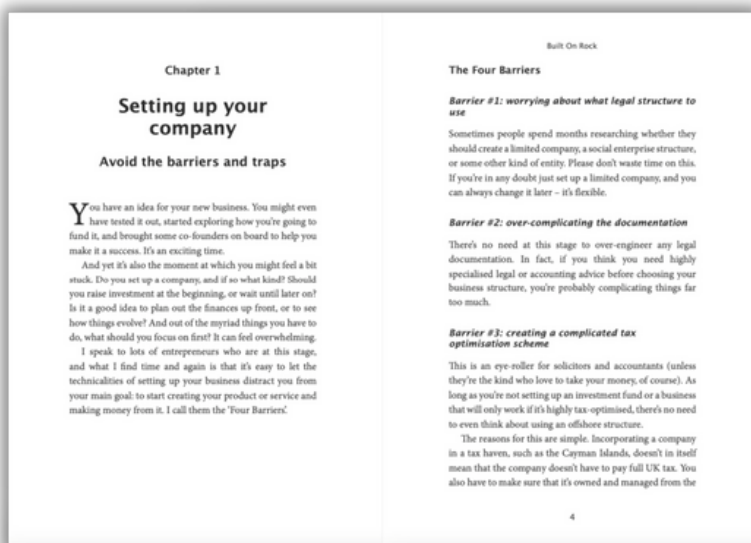 Chapter 1
Setting up your
company
Avoid the barriers and traps
You have an idea for your new business. You might even
have tested it out, started exploring how you're going to
fund it, and brought some co-founders on board to help you
make it a success. It's an exciting time.
And yet it's also the moment at which you might feel a bit
stuck. Do you set up a company, and if so what kind? Should
you raise investment at the beginning, or wait until later on?
Is it a good idea to plan out the finances up front, or to see
how things evolve? And out of the myriad things you have to
do, what should you focus on first? It can feel overwhelming.
I speak to lots of entrepreneurs who are at this stage,
and what I find time and again is that it's easy to let the
technicalities of setting up your business distract you from
your main goal: to start creating your product or service and
making money from it. I call them the 'Four Barriers'.
Built On Rock
The Four Barriers
Barrier #1: worrying about what legal structure to
use
Sometimes people spend months researching whether they
should create a limited company, a social enterprise structure,
or some other kind of entity. Please don't waste time on this.
If you're in any doubt just set up a limited company, and you
can always change it later – it's flexible.
Barrier #2: over-complicating the documentation
There's no need at this stage to over-engineer any legal
documentation. In fact, if you think you need highly
specialised legal or accounting advice before choosing your
business structure, you're probably complicating things far
too much.
Barrier #3: creating a complicated tax
optimisation scheme
This is an eye-roller for solicitors and accountants (unless
they're the kind who love to take your money, of course). As
long as you're not setting up an investment fund or a business
that will only work if it's highly tax-optimised, there's no need
to even think about using an offshore structure.
The reasons for this are simple. Incorporating a company
in a tax haven, such as the Cayman Islands, doesn't in itself
mean that the company doesn't have to pay full UK tax. You
also have to make sure that it's owned and managed from the
4